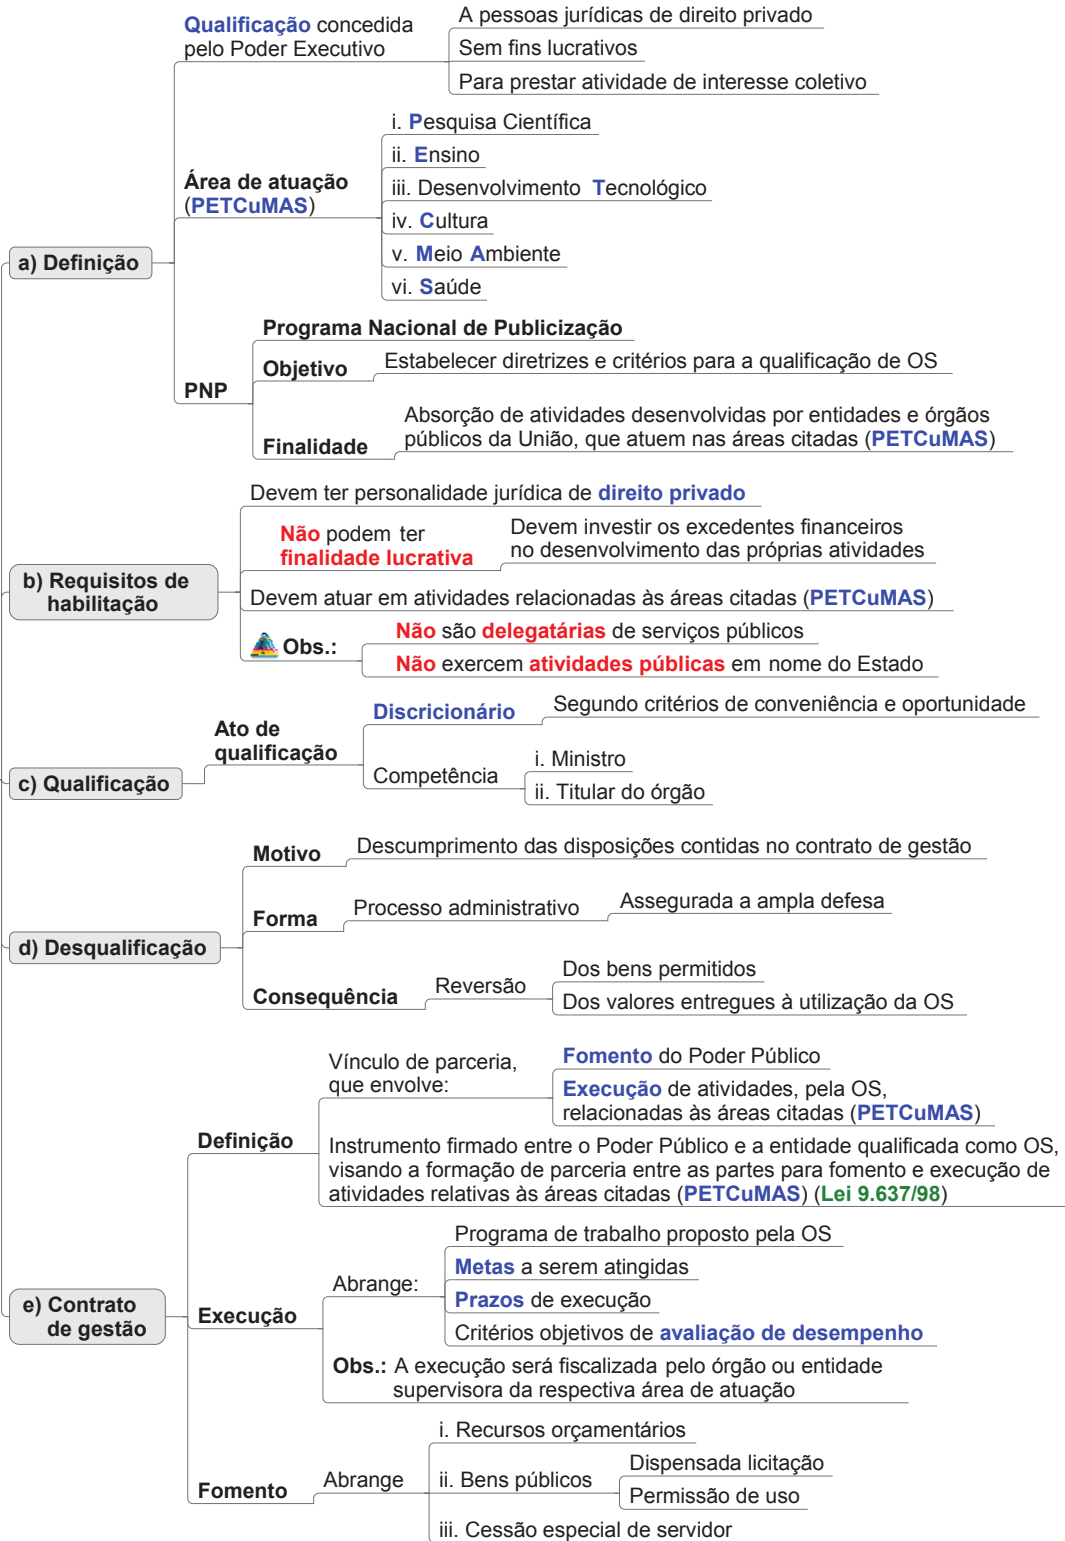 a) Definição
Qualificação concedida
pelo Poder Executivo
A pessoas jurídicas de direito privado
Sem fins lucrativos
Para prestar atividade de interesse coletivo
Área de atuação
(PETCuMAS)
i. Pesquisa Científica
ii. Ensino
iii. Desenvolvimento Tecnológico
iv. Cultura
v. Meio Ambiente
vi. Saúde
PNP
Programa Nacional de Publicização
Objetivo
Estabelecer diretrizes e critérios para a qualificação de OS
Finalidade
Absorção de atividades desenvolvidas por entidades e órgãos
públicos da União, que atuem nas áreas citadas (PETCuMAS)
b) Requisitos de
habilitação
Devem ter personalidade jurídica de direito privado
Não podem ter
finalidade lucrativa
Devem investir os excedentes financeiros
no desenvolvimento das próprias atividades
Devem atuar em atividades relacionadas às áreas citadas (PETCuMAS)
Obs.:
Não são delegatárias de serviços públicos
Não exercem atividades públicas em nome do Estado
c) Qualificação
Ato de
qualificação
Discricionário
Segundo critérios de conveniência e oportunidade
Competência
i. Ministro
ii. Titular do órgão
d) Desqualificação
Motivo
Descumprimento das disposições contidas no contrato de gestão
Forma
Processo administrativo
Assegurada a ampla defesa
Consequência
Reversão
Dos bens permitidos
Dos valores entregues à utilização da OS
e) Contrato
de gestão
Definição
Vínculo de parceria,
que envolve:
Fomento do Poder Público
Execução de atividades, pela OS,
relacionadas às áreas citadas (PETCuMAS)
Instrumento firmado entre o Poder Público e a entidade qualificada como OS,
visando a formação de parceria entre as partes para fomento e execução de
atividades relativas às áreas citadas (PETCuMAS) (Lei 9.637/98)
Execução
Abrange:
Programa de trabalho proposto pela OS
Metas a serem atingidas
Prazos de execução
Critérios objetivos de avaliação de desempenho
Obs.: A execução será fiscalizada pelo órgão ou entidade
supervisora da respectiva área de atuação
Fomento
Abrange
i. Recursos orçamentários
ii. Bens públicos
Dispensada licitação
Permissão de uso
iii. Cessão especial de servidor